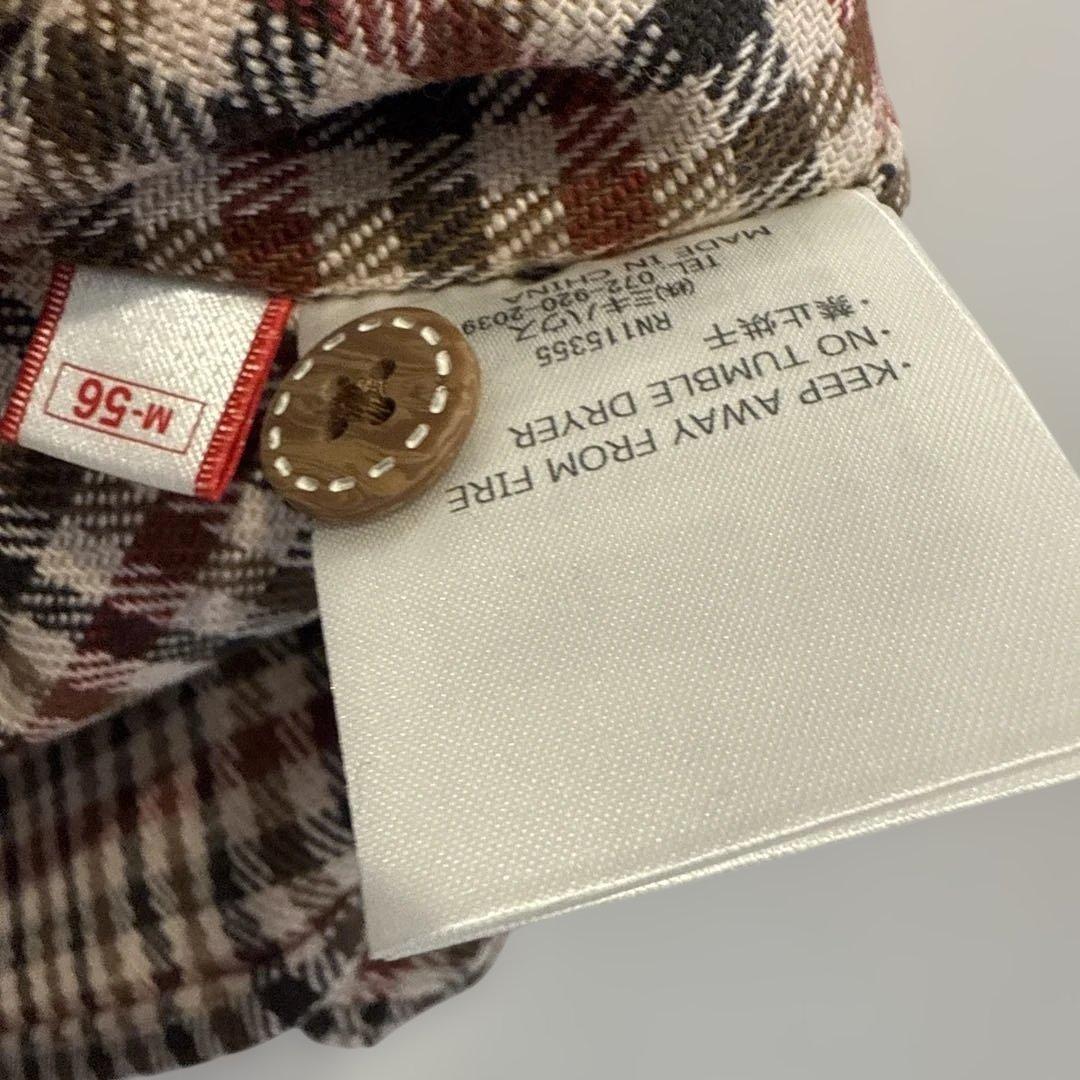 ・KEEP AWAY FROM FIRE
・NO TUMBLE DRYER
・禁止烘干
RN115355
(株)ミキハウス
TEL 072-920-2039
MADE IN CHINA
M-56